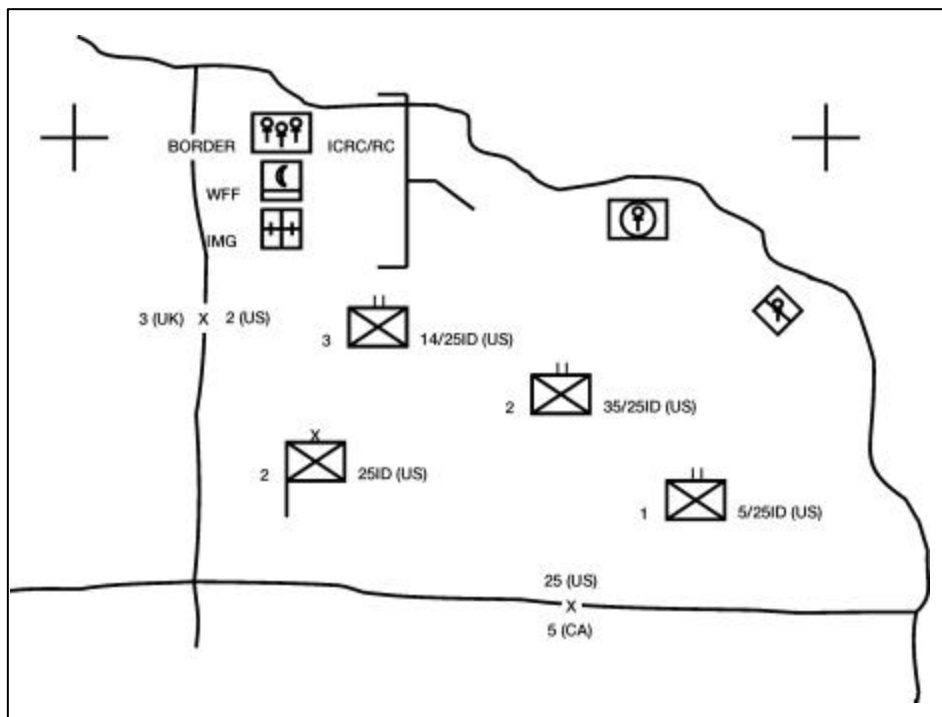 BORDER ICRC/RC
WFF
IMG
3 (UK) X 2 (US)
3 14/25ID (US)
2 35/25ID (US)
X
2 25ID (US)
1 5/25ID (US)
25 (US)
X
5 (CA)